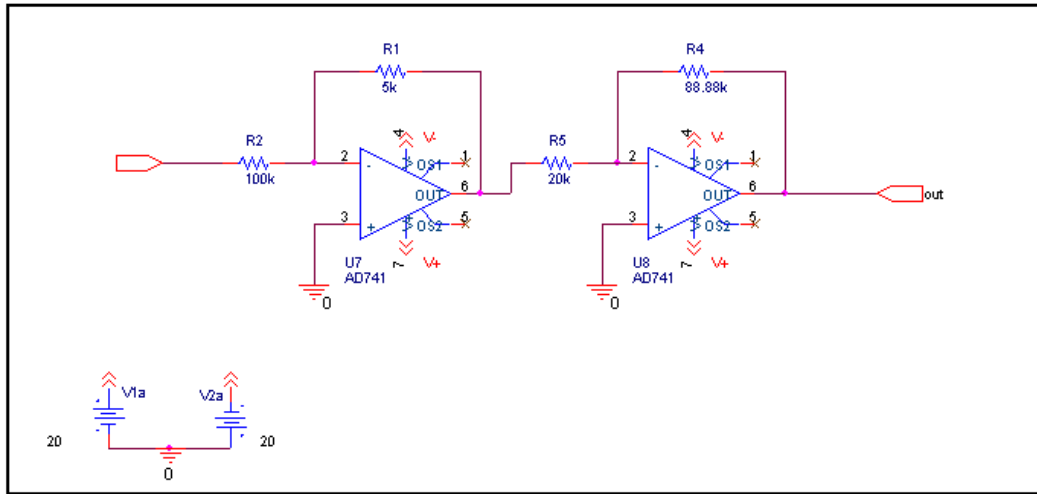 R1
5k
R4
88.88k
R2
100k
R5
20k
2
-
3
+
4
V-
OS1
1
OUT
6
OS2
5
7
V+
U7
AD741
0
2
-
3
+
4
V-
OS1
1
OUT
6
OS2
5
7
V+
U8
AD741
0
out
V1a
20
V2a
20
0